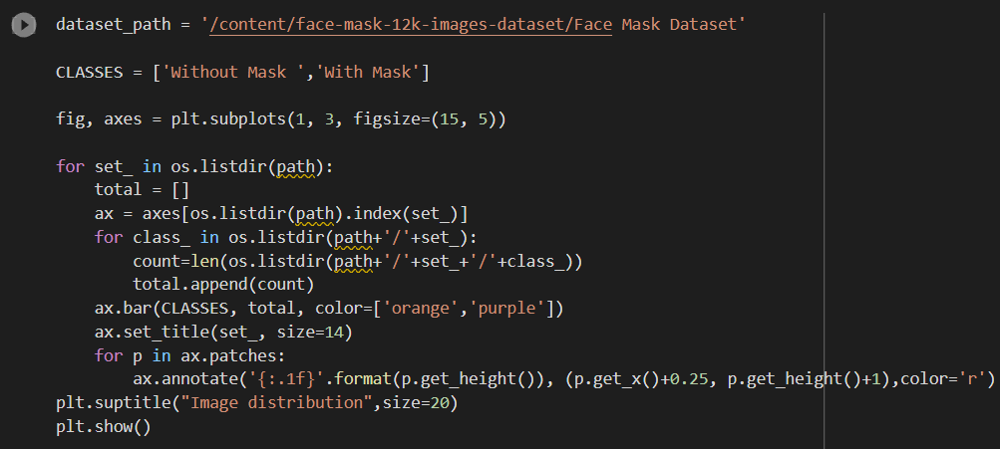 dataset_path = '/content/face-mask-12k-images-dataset/Face Mask Dataset'
CLASSES = ['Without Mask ','With Mask']
fig, axes = plt.subplots(1, 3, figsize=(15, 5))
for set_ in os.listdir(path):
    total = []
    ax = axes[os.listdir(path).index(set_)]
    for class_ in os.listdir(path+'/'+set_):
        count=len(os.listdir(path+'/'+set_+'/'+class_))
        total.append(count)
    ax.bar(CLASSES, total, color=['orange','purple'])
    ax.set_title(set_, size=14)
    for p in ax.patches:
        ax.annotate('{:.1f}'.format(p.get_height()), (p.get_x()+0.25, p.get_height()+1),color='r')
plt.suptitle("Image distribution",size=20)
plt.show()